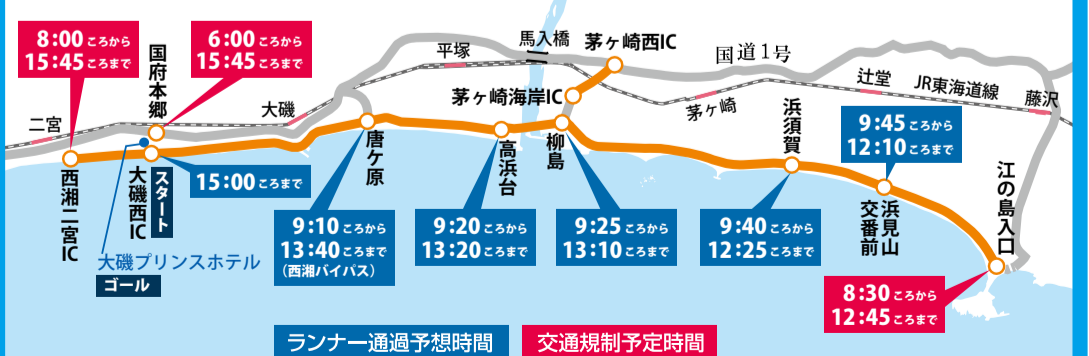 8:00ころから
15:45ころまで
国府本郷
6:00ころから
15:45ころまで
平塚
馬入橋
茅ヶ崎西IC
国道1号
辻堂
JR東海道線
藤沢
二宮
大磯
茅ヶ崎海岸IC
茅ヶ崎
浜須賀
9:45ころから
12:10ころまで
西湘二宮IC
大磯西IC
スタート
15:00ころまで
唐ケ原
高浜台
柳島
浜見山
交番前
江の島入口
大磯プリンスホテル
ゴール
9:10ころから
13:40ころまで
(西湘バイパス)
9:20ころから
13:20ころまで
9:25ころから
13:10ころまで
9:40ころから
12:25ころまで
8:30ころから
12:45ころまで
ランナー通過予想時間
交通規制予定時間